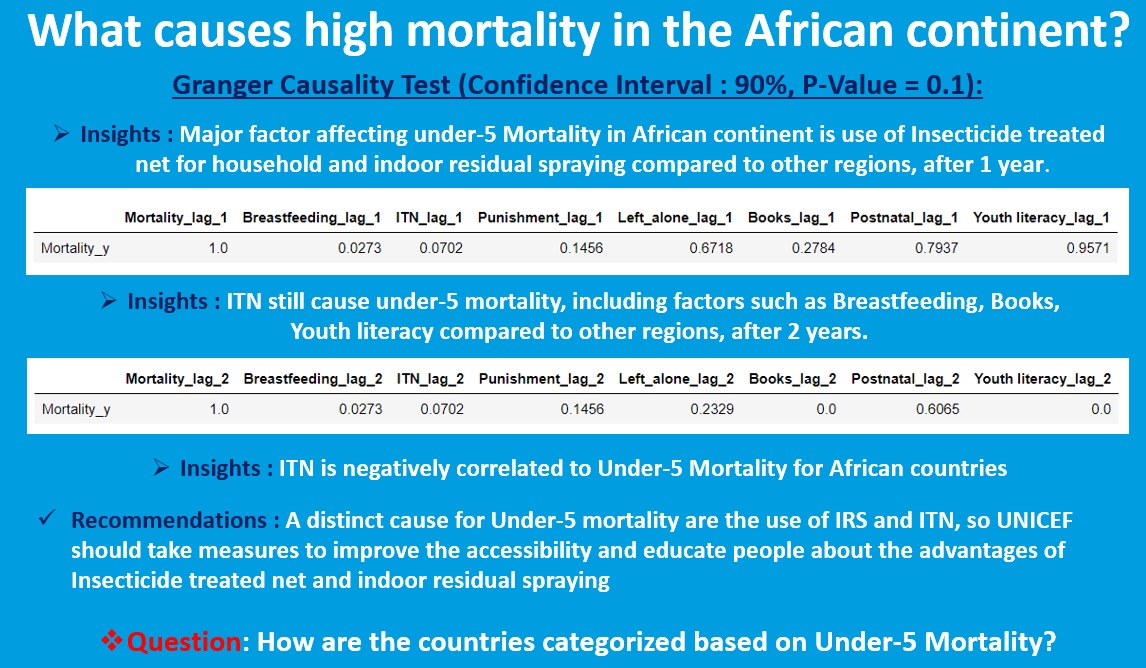 What causes high mortality in the African continent?
Granger Causality Test (Confidence Interval : 90%, P-Value = 0.1):
➢ Insights : Major factor affecting under-5 Mortality in African continent is use of Insecticide treated
net for household and indoor residual spraying compared to other regions, after 1 year.
Mortality_lag_1 Breastfeeding_lag_1 ITN_lag_1 Punishment_lag_1 Left_alone_lag_1 Books_lag_1 Postnatal_lag_1 Youth literacy_lag_1
Mortality_y 1.0 0.0273 0.0702 0.1456 0.6718 0.2784 0.7937 0.9571
➢ Insights : ITN still cause under-5 mortality, including factors such as Breastfeeding, Books,
Youth literacy compared to other regions, after 2 years.
Mortality_lag_2 Breastfeeding_lag_2 ITN_lag_2 Punishment_lag_2 Left_alone_lag_2 Books_lag_2 Postnatal_lag_2 Youth literacy_lag_2
Mortality_y 1.0 0.0273 0.0702 0.1456 0.2329 0.0 0.6065 0.0
➢ Insights : ITN is negatively correlated to Under-5 Mortality for African countries
✓ Recommendations : A distinct cause for Under-5 mortality are the use of IRS and ITN, so UNICEF
should take measures to improve the accessibility and educate people about the advantages of
Insecticide treated net and indoor residual spraying
❖Question: How are the countries categorized based on Under-5 Mortality?